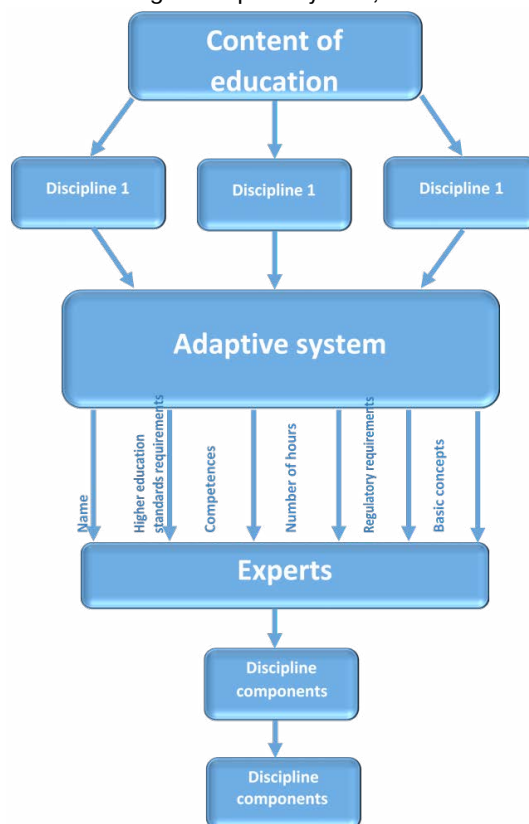 Content of
education
Discipline 1
Discipline 1
Discipline 1
Adaptive system
Name
Higher education
standards requirements
Competences
Number of hours
Regulatory requirements
Basic concepts
Experts
Discipline
components
Discipline
components